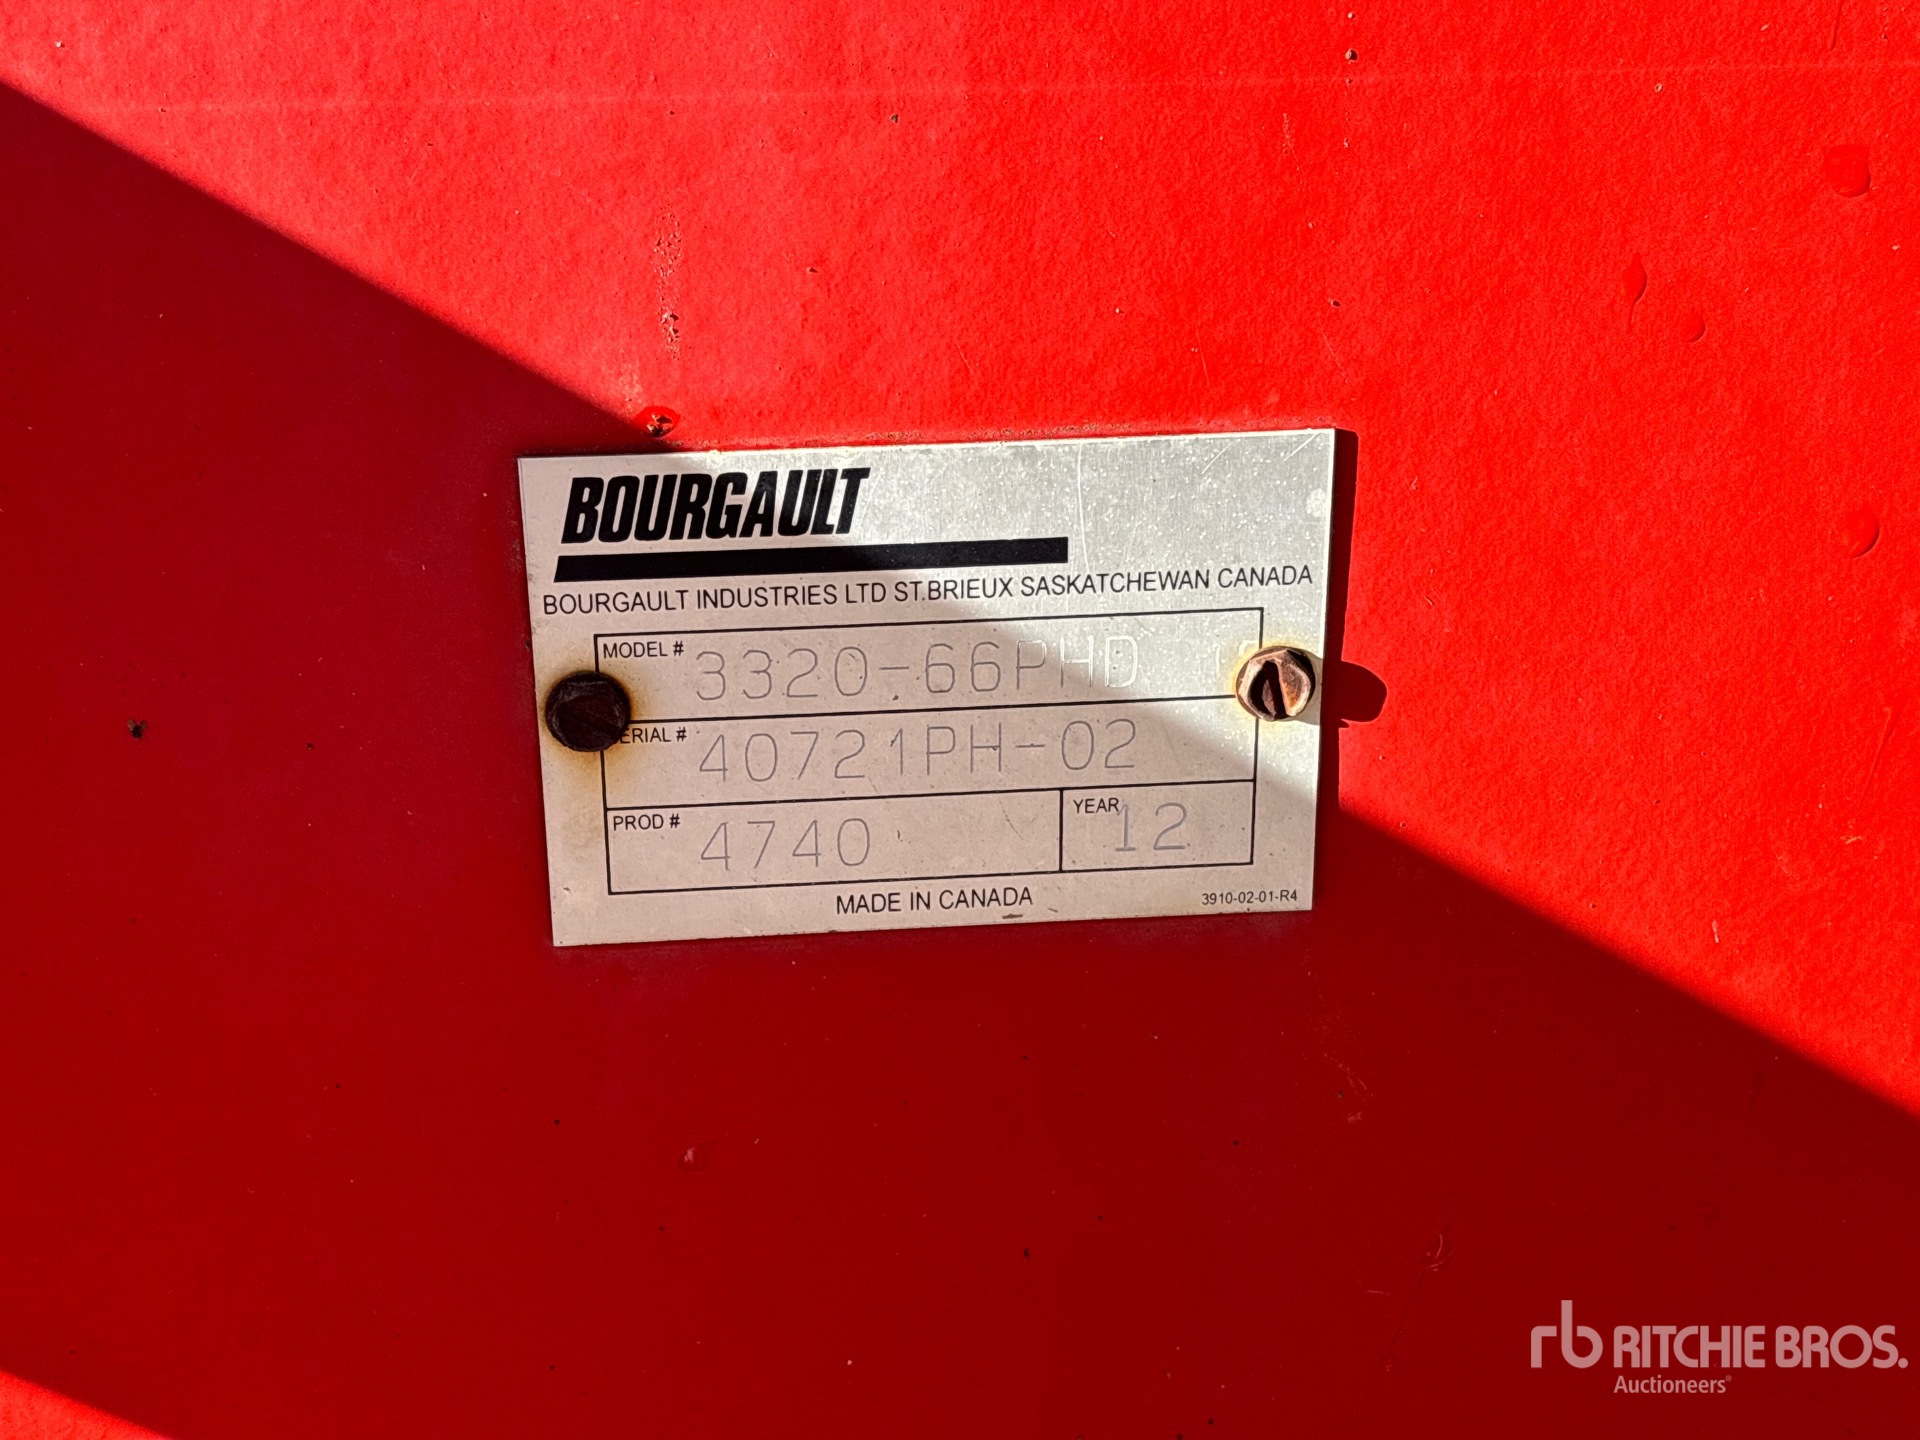 BOURGAULT
BOURGAULT INDUSTRIES LTD ST.BRIEUX SASKATCHEWAN CANADA
MODEL # 3320-66PHD
ERIAL # 40721PH-02
PROD # 4740 YEAR 12
MADE IN CANADA 3910-02-01-R4
rb RITCHIE BROS.
Auctioneers